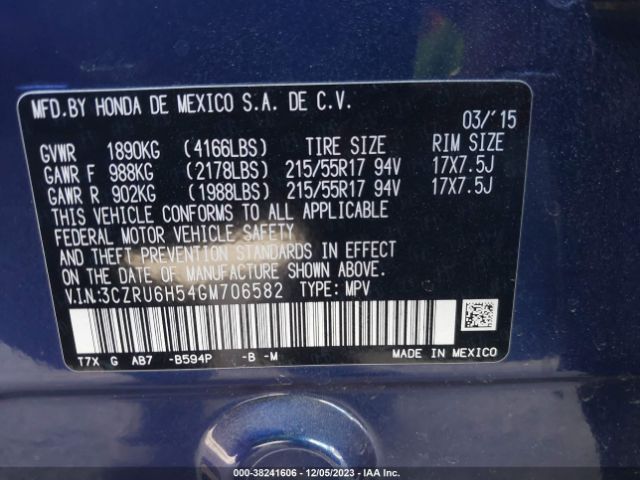 MFD.BY HONDA DE MEXICO S.A. DE C.V.
03/'15
GVWR 1890KG (4166LBS) TIRE SIZE RIM SIZE
GAWR F 988KG (2178LBS) 215/55R17 94V 17X7.5J
GAWR R 902KG (1988LBS) 215/55R17 94V 17X7.5J
THIS VEHICLE CONFORMS TO ALL APPLICABLE
FEDERAL MOTOR VEHICLE SAFETY
AND THEFT PREVENTION STANDARDS IN EFFECT
ON THE DATE OF MANUFACTURE SHOWN ABOVE.
V.I.N:3CZRU6H54GM706582 TYPE: MPV
T7X G AB7 -B594P -B -M MADE IN MEXICO
000-38241606 - 12/05/2023 - IAA Inc.